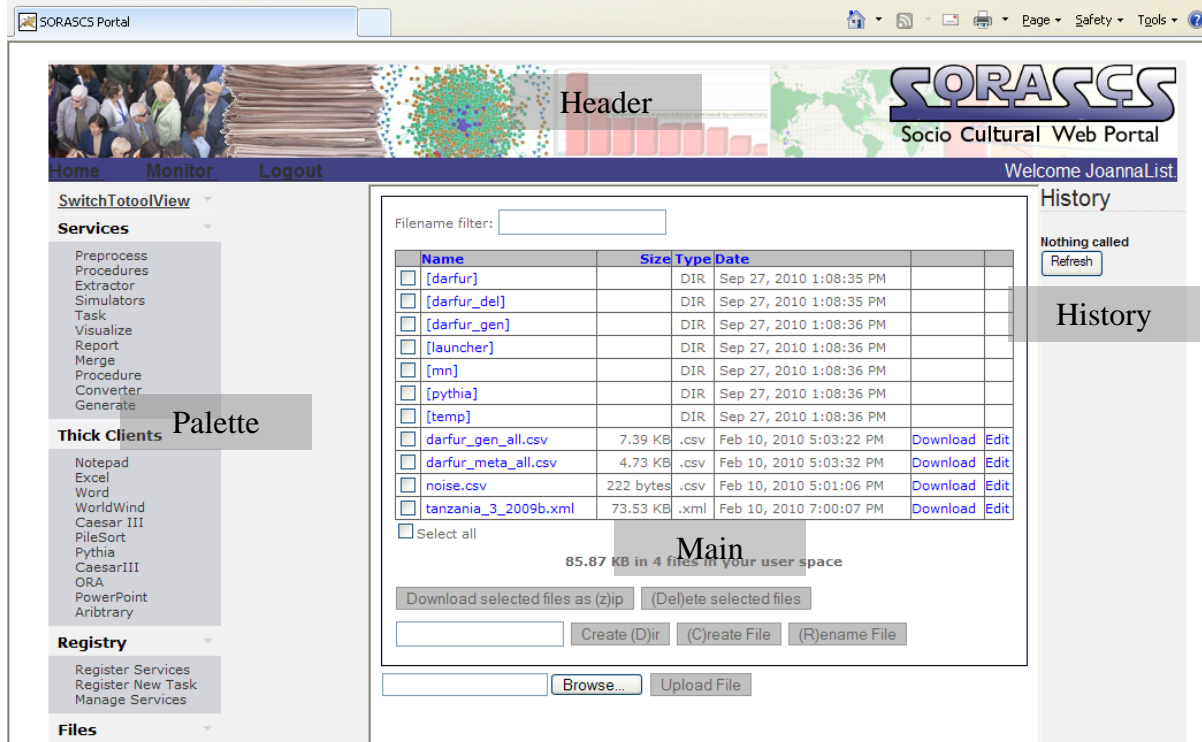 SORASCS Portal
Page Safety Tools
Header
SORASCS
Socio Cultural Web Portal
Home Monitor Logout Welcome JoannaList.
SwitchTotoolView
Services
Preprocess
Procedures
Extractor
Simulators
Task
Visualize
Report
Merge
Procedure
Converter
Generate
Palette
Thick Clients
Notepad
Excel
Word
WorldWind
Caesar III
PileSort
Pythia
CaesarIII
ORA
PowerPoint
Aribtrary
Registry
Register Services
Register New Task
Manage Services
Files
Filename filter:
Name Size Type Date
[darfur] DIR Sep 27, 2010 1:08:35 PM
[darfur_del] DIR Sep 27, 2010 1:08:35 PM
[darfur_gen] DIR Sep 27, 2010 1:08:36 PM
[launcher] DIR Sep 27, 2010 1:08:36 PM
[mn] DIR Sep 27, 2010 1:08:36 PM
[pythia] DIR Sep 27, 2010 1:08:36 PM
[temp] DIR Sep 27, 2010 1:08:36 PM
darfur_gen_all.csv 7.39 KB .csv Feb 10, 2010 5:03:22 PM Download Edit
darfur_meta_all.csv 4.73 KB .csv Feb 10, 2010 5:03:32 PM Download Edit
noise.csv 222 bytes .csv Feb 10, 2010 5:01:06 PM Download Edit
tanzania_3_2009b.xml 73.53 KB .xml Feb 10, 2010 7:00:07 PM Download Edit
Select all
Main
85.87 KB in 4 files in your user space
Download selected files as (z)ip (Del)ete selected files
Create (D)ir (C)reate File (R)ename File
Browse... Upload File
History
Nothing called
Refresh
History